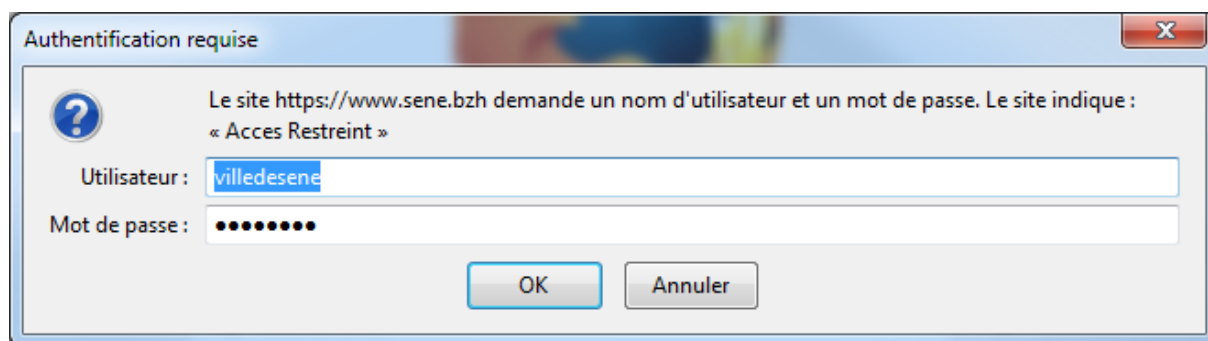 Authentification requise
Le site https://www.sene.bzh demande un nom d'utilisateur et un mot de passe. Le site indique :
« Acces Restreint »
Utilisateur : villedesene
Mot de passe : ●●●●●●●●
OK Annuler